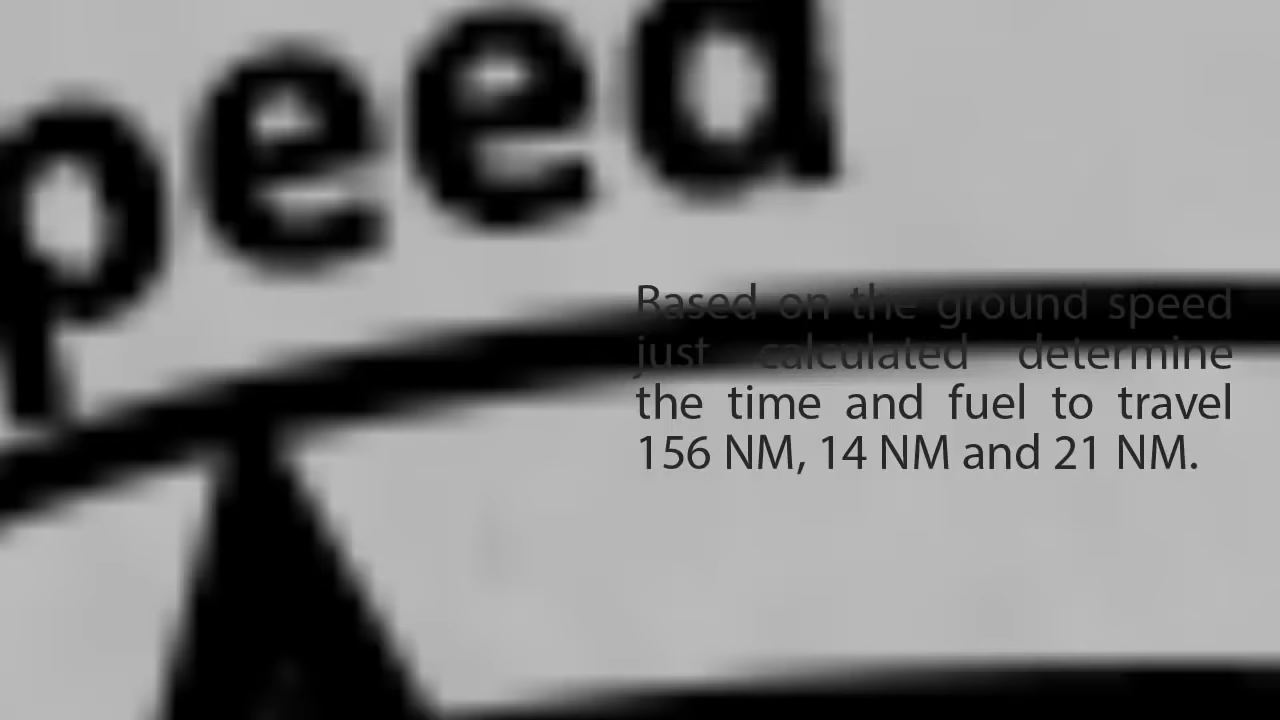 peed
Based on the ground speed
just calculated determine
the time and fuel to travel
156 NM, 14 NM and 21 NM.